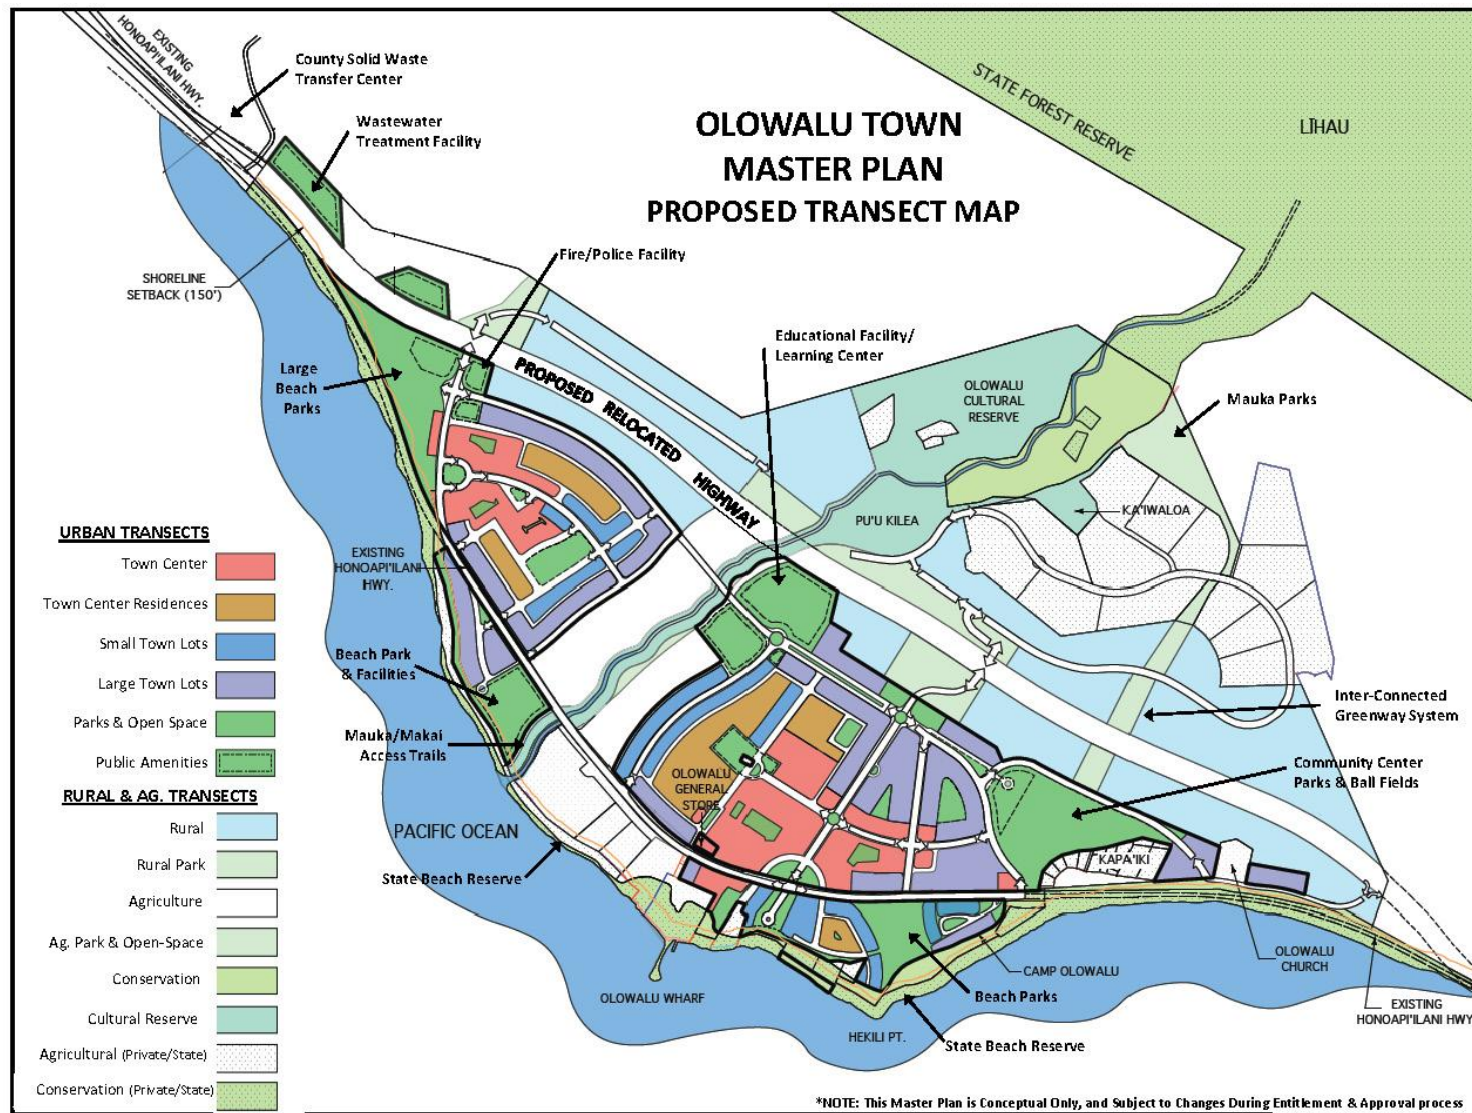 OLOWALU TOWN
MASTER PLAN
PROPOSED TRANSECT MAP
EXISTING
HONOAPI'ILANI
HWY.
County Solid Waste
Transfer Center
Wastewater
Treatment Facility
STATE FOREST RESERVE
LĪHAU
Fire/Police Facility
SHORELINE
SETBACK (150')
Large
Beach
Parks
PROPOSED RELOCATED HIGHWAY
Educational Facility/
Learning Center
OLOWALU
CULTURAL
RESERVE
Mauka Parks
PU'U KILEA
KA'IWALOA
EXISTING
HONOAPI'ILANI
HWY.
Beach Park
& Facilities
Mauka/Makai
Access Trails
Inter-Connected
Greenway System
OLOWALU
GENERAL
STORE
Community Center
Parks & Ball Fields
PACIFIC OCEAN
State Beach Reserve
KAPA'IKI
OLOWALU WHARF
CAMP OLOWALU
OLOWALU
CHURCH
Beach Parks
HEKILI PT.
State Beach Reserve
EXISTING
HONOAPI'ILANI HWY
URBAN TRANSECTS
Town Center
Town Center Residences
Small Town Lots
Large Town Lots
Parks & Open Space
Public Amenities
RURAL & AG. TRANSECTS
Rural
Rural Park
Agriculture
Ag. Park & Open-Space
Conservation
Cultural Reserve
Agricultural (Private/State)
Conservation (Private/State)
*NOTE: This Master Plan is Conceptual Only, and Subject to Changes During Entitlement & Approval process